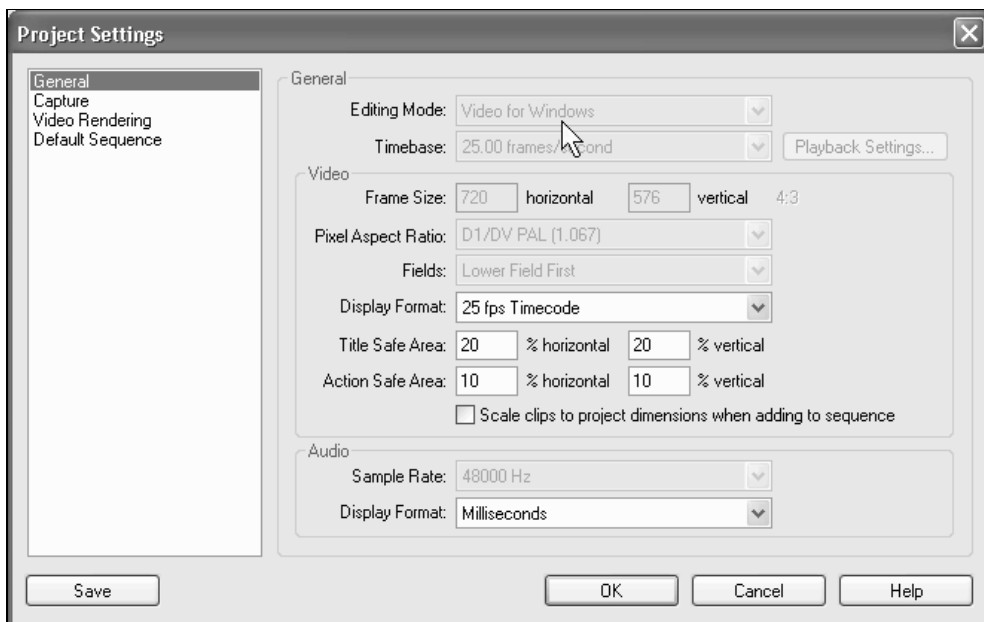 Project Settings
General
Capture
Video Rendering
Default Sequence
General
Editing Mode: Video for Windows
Timebase: 25.00 frames/second Playback Settings...
Video
Frame Size: 720 horizontal 576 vertical 4:3
Pixel Aspect Ratio: D1/DV PAL (1.067)
Fields: Lower Field First
Display Format: 25 fps Timecode
Title Safe Area: 20 % horizontal 20 % vertical
Action Safe Area: 10 % horizontal 10 % vertical
Scale clips to project dimensions when adding to sequence
Audio
Sample Rate: 48000 Hz
Display Format: Milliseconds
Save OK Cancel Help